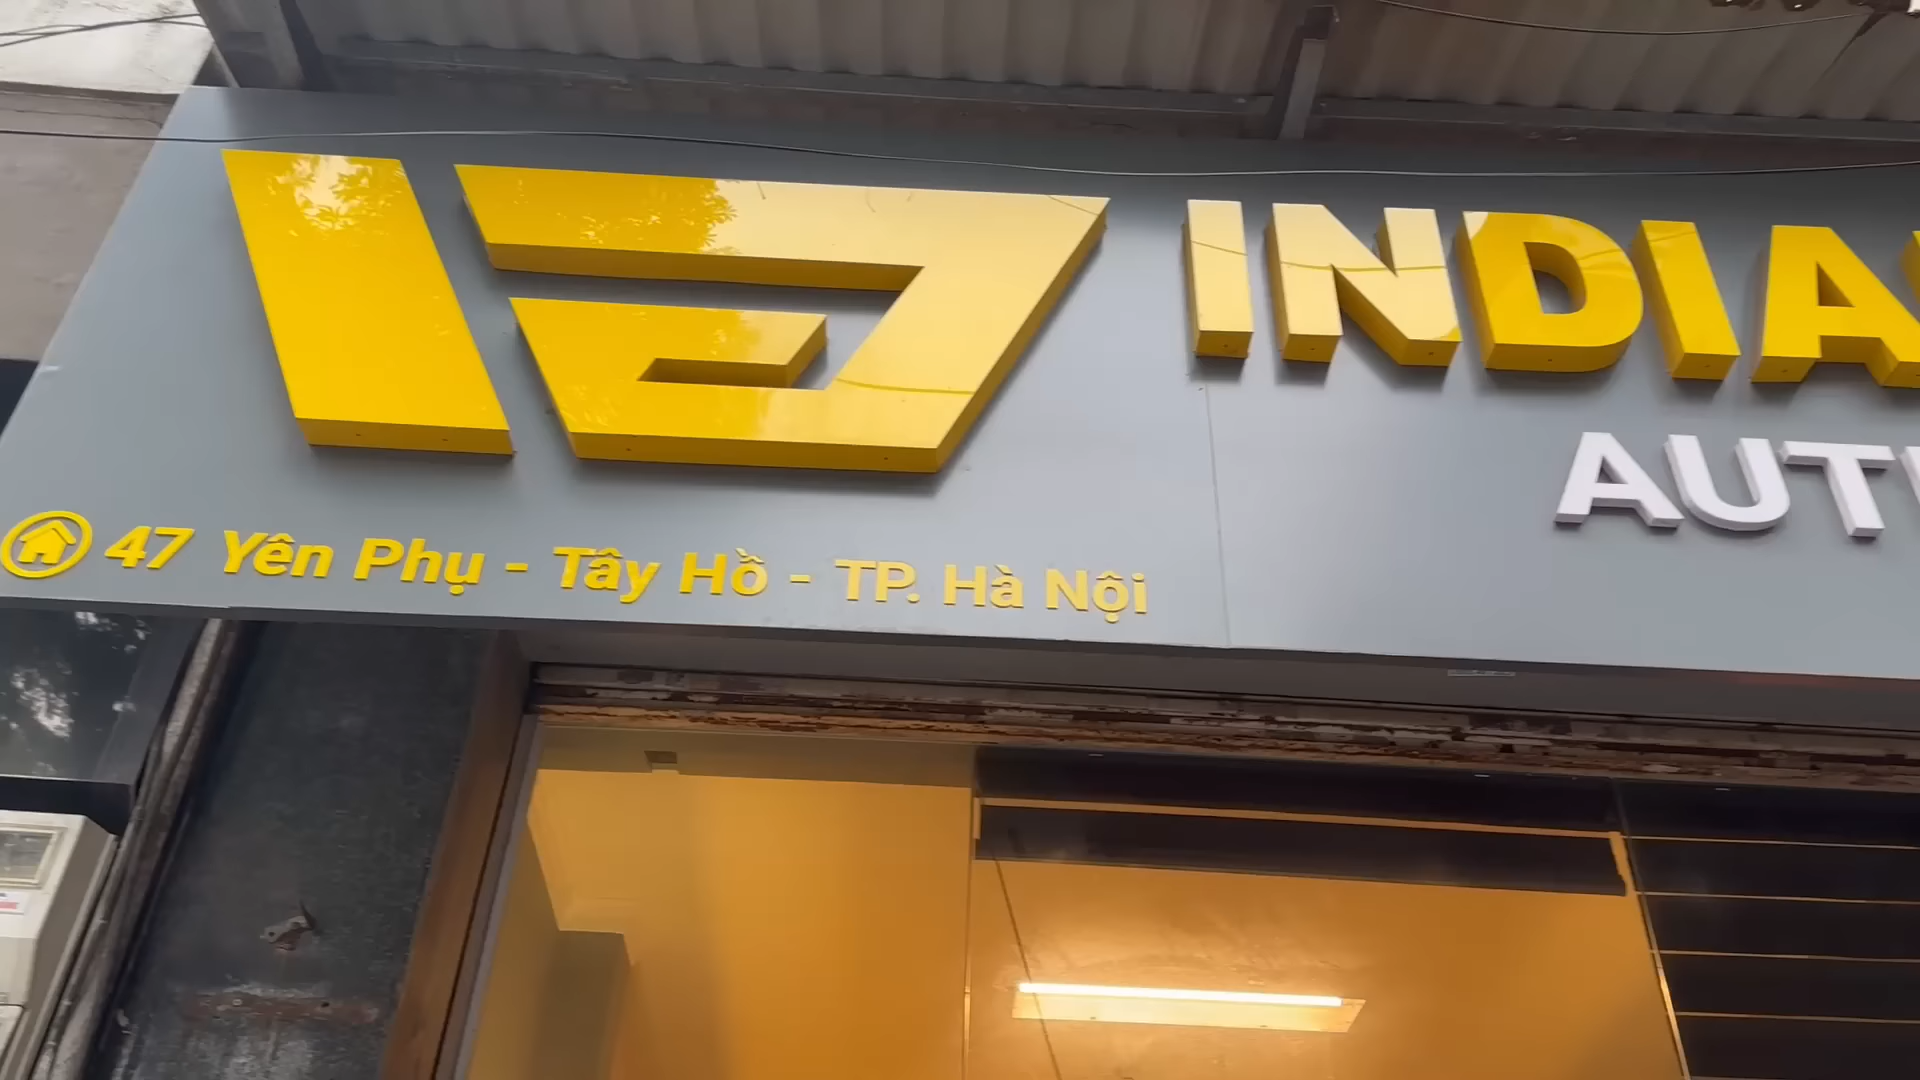 INDIA
AUT
47 Yên Phụ - Tây Hồ - TP. Hà Nội